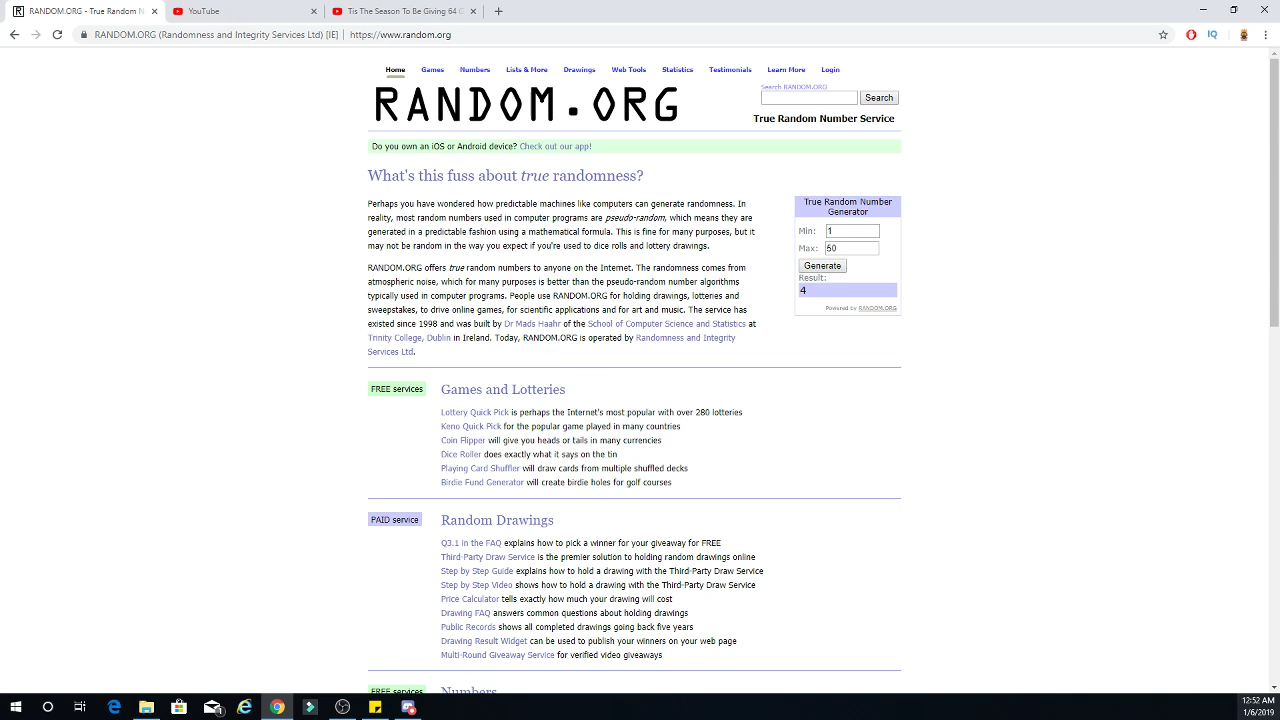 RANDOM.ORG - True Random N
YouTube
Tis The Season To Be Giving 64
RANDOM.ORG (Randomness and Integrity Services Ltd) [IE] | https://www.random.org
Home Games Numbers Lists & More Drawings Web Tools Statistics Testimonials Learn More Login
RANDOM.ORG
Search RANDOM.ORG
Search
True Random Number Service
Do you own an iOS or Android device? Check out our app!
What's this fuss about true randomness?
Perhaps you have wondered how predictable machines like computers can generate randomness. In
reality, most random numbers used in computer programs are pseudo-random, which means they are
generated in a predictable fashion using a mathematical formula. This is fine for many purposes, but it
may not be random in the way you expect if you're used to dice rolls and lottery drawings.
RANDOM.ORG offers true random numbers to anyone on the Internet. The randomness comes from
atmospheric noise, which for many purposes is better than the pseudo-random number algorithms
typically used in computer programs. People use RANDOM.ORG for holding drawings, lotteries and
sweepstakes, to drive online games, for scientific applications and for art and music. The service has
existed since 1998 and was built by Dr Mads Haahr of the School of Computer Science and Statistics at
Trinity College, Dublin in Ireland. Today, RANDOM.ORG is operated by Randomness and Integrity
Services Ltd.
True Random Number
Generator
Min: 1
Max: 50
Generate
Result:
4
Powered by RANDOM.ORG
FREE services
Games and Lotteries
Lottery Quick Pick is perhaps the Internet's most popular with over 280 lotteries
Keno Quick Pick for the popular game played in many countries
Coin Flipper will give you heads or tails in many currencies
Dice Roller does exactly what it says on the tin
Playing Card Shuffler will draw cards from multiple shuffled decks
Birdie Fund Generator will create birdie holes for golf courses
PAID service
Random Drawings
Q3.1 in the FAQ explains how to pick a winner for your giveaway for FREE
Third-Party Draw Service is the premier solution to holding random drawings online
Step by Step Guide explains how to hold a drawing with the Third-Party Draw Service
Step by Step Video shows how to hold a drawing with the Third-Party Draw Service
Price Calculator tells exactly how much your drawing will cost
Drawing FAQ answers common questions about holding drawings
Public Records shows all completed drawings going back five years
Drawing Result Widget can be used to publish your winners on your web page
Multi-Round Giveaway Service for verified video giveaways
FREE services
Numbers
12:52 AM
1/6/2019